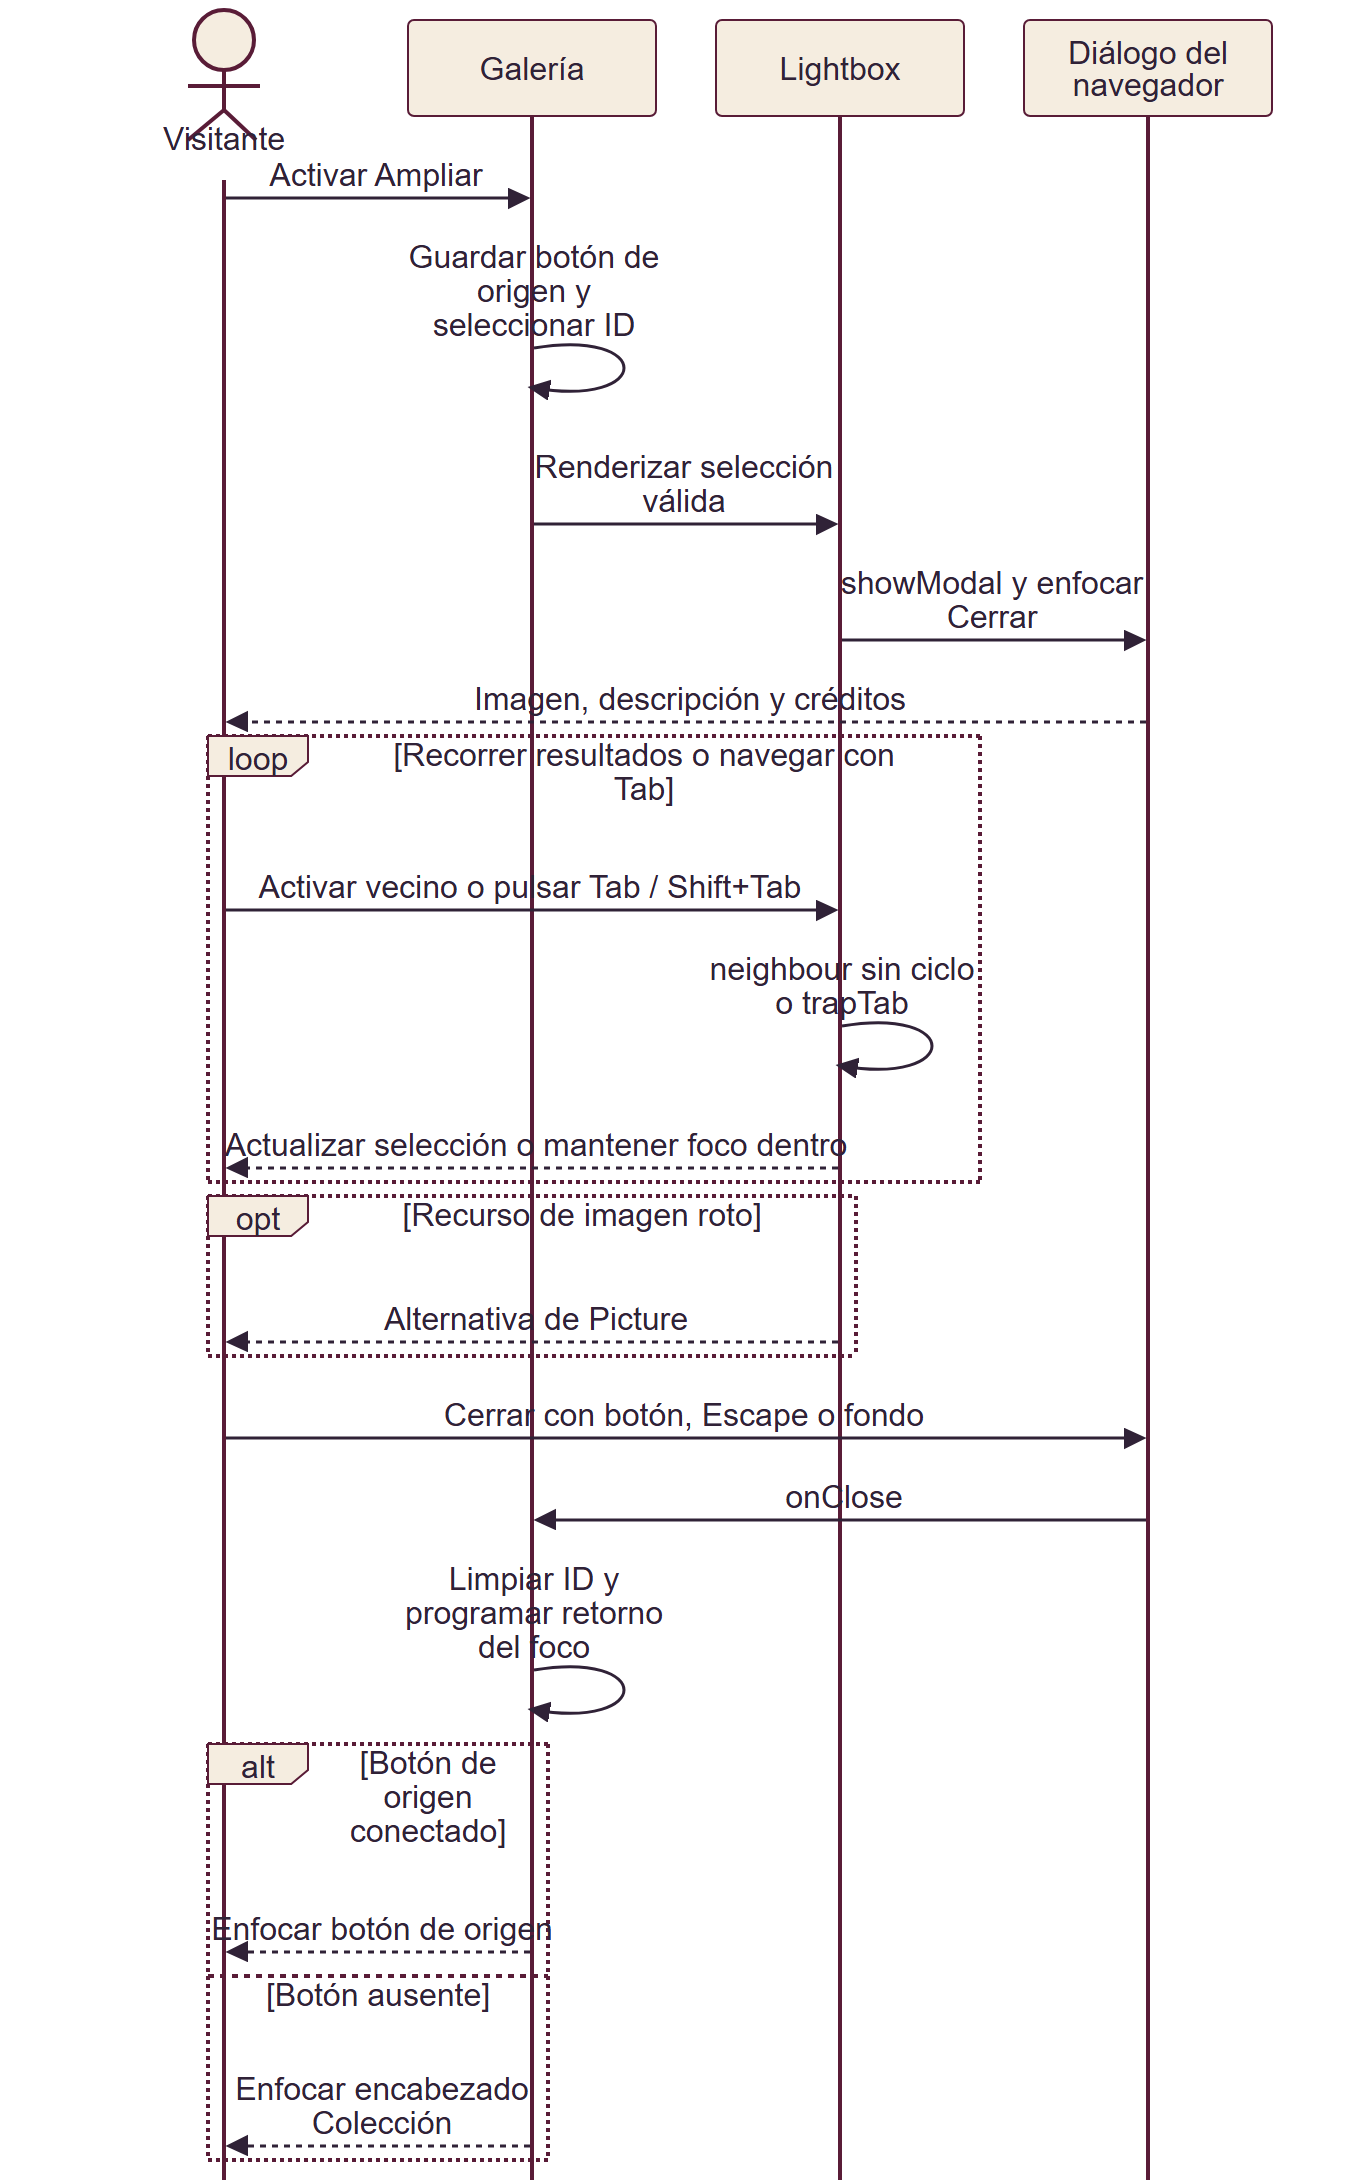 Visitante
Galería
Lightbox
Diálogo del
navegador
Activar Ampliar
Guardar botón de
origen y
seleccionar ID
Renderizar selección
válida
showModal y enfocar
Cerrar
Imagen, descripción y créditos
loop
[Recorrer resultados o navegar con
Tab]
Activar vecino o pulsar Tab / Shift+Tab
neighbour sin ciclo
o trapTab
Actualizar selección o mantener foco dentro
opt
[Recurso de imagen roto]
Alternativa de Picture
Cerrar con botón, Escape o fondo
onClose
Limpiar ID y
programar retorno
del foco
alt
[Botón de
origen
conectado]
Enfocar botón de origen
[Botón ausente]
Enfocar encabezado
Colección